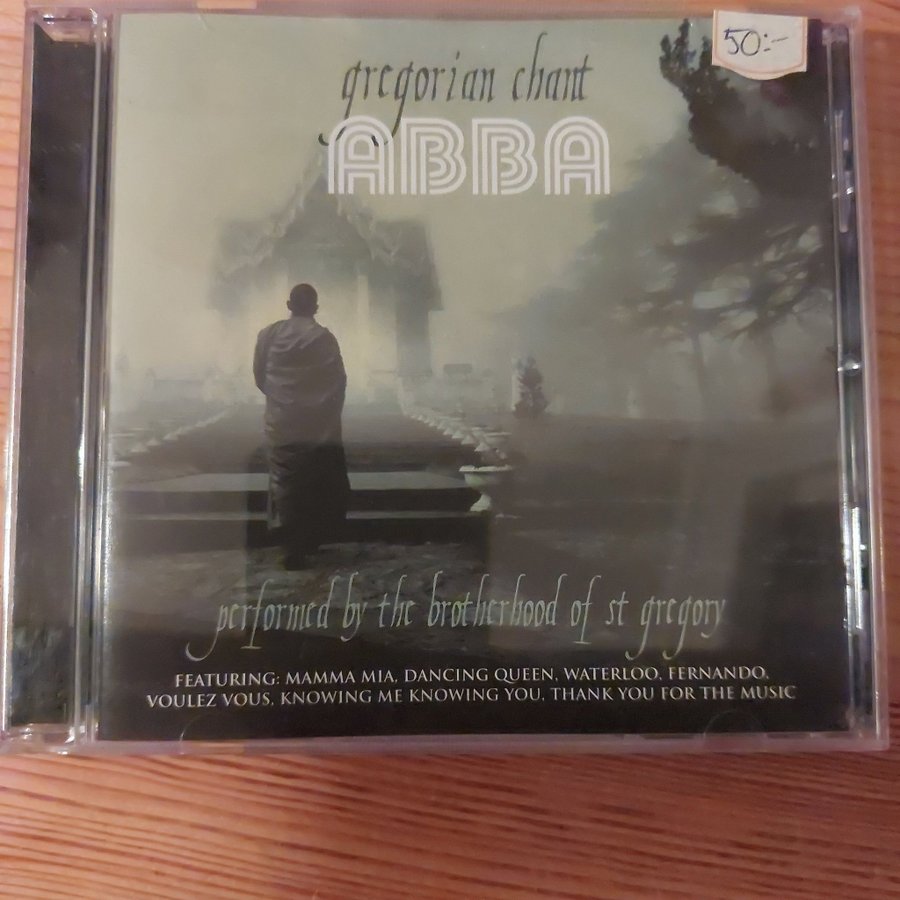 50:-
gregorian chant
ABBA
performed by the brotherhood of st gregory
FEATURING: MAMMA MIA, DANCING QUEEN, WATERLOO, FERNANDO,
VOULEZ VOUS, KNOWING ME KNOWING YOU, THANK YOU FOR THE MUSIC